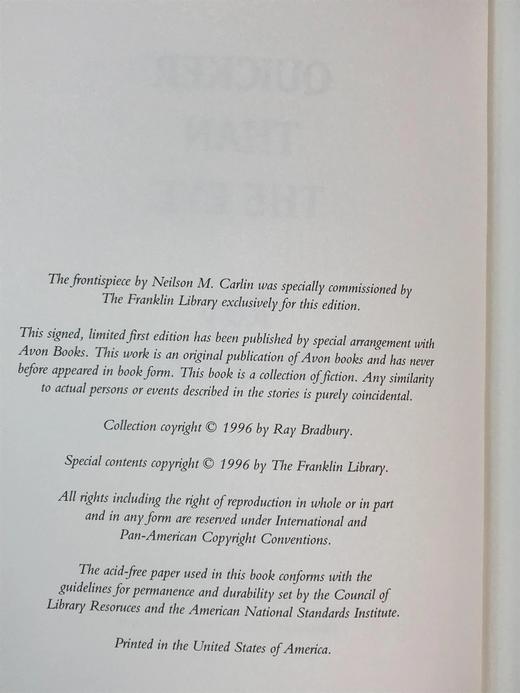 QUICKER
THAN
THE EYE
The frontispiece by Neilson M. Carlin was specially commissioned by
The Franklin Library exclusively for this edition.
This signed, limited first edition has been published by special arrangement with
Avon Books. This work is an original publication of Avon books and has never
before appeared in book form. This book is a collection of fiction. Any similarity
to actual persons or events described in the stories is purely coincidental.
Collection coyright © 1996 by Ray Bradbury.
Special contents copyright © 1996 by The Franklin Library.
All rights including the right of reproduction in whole or in part
and in any form are reserved under International and
Pan-American Copyright Conventions.
The acid-free paper used in this book conforms with the
guidelines for permanence and durability set by the Council of
Library Resoruces and the American National Standards Institute.
Printed in the United States of America.